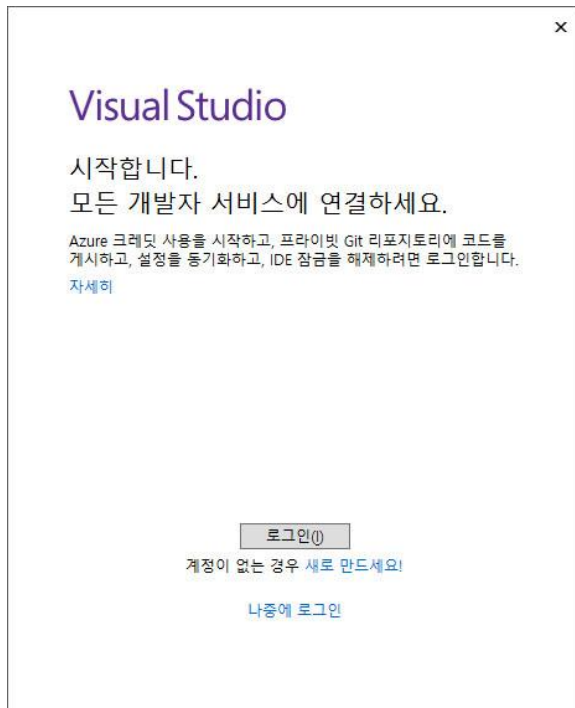 Visual Studio
시작합니다.
모든 개발자 서비스에 연결하세요.
Azure 크레딧 사용을 시작하고, 프라이빗 Git 리포지토리에 코드를
게시하고, 설정을 동기화하고, IDE 잠금을 해제하려면 로그인합니다.
자세히
로그인(I)
계정이 없는 경우 새로 만드세요!
나중에 로그인